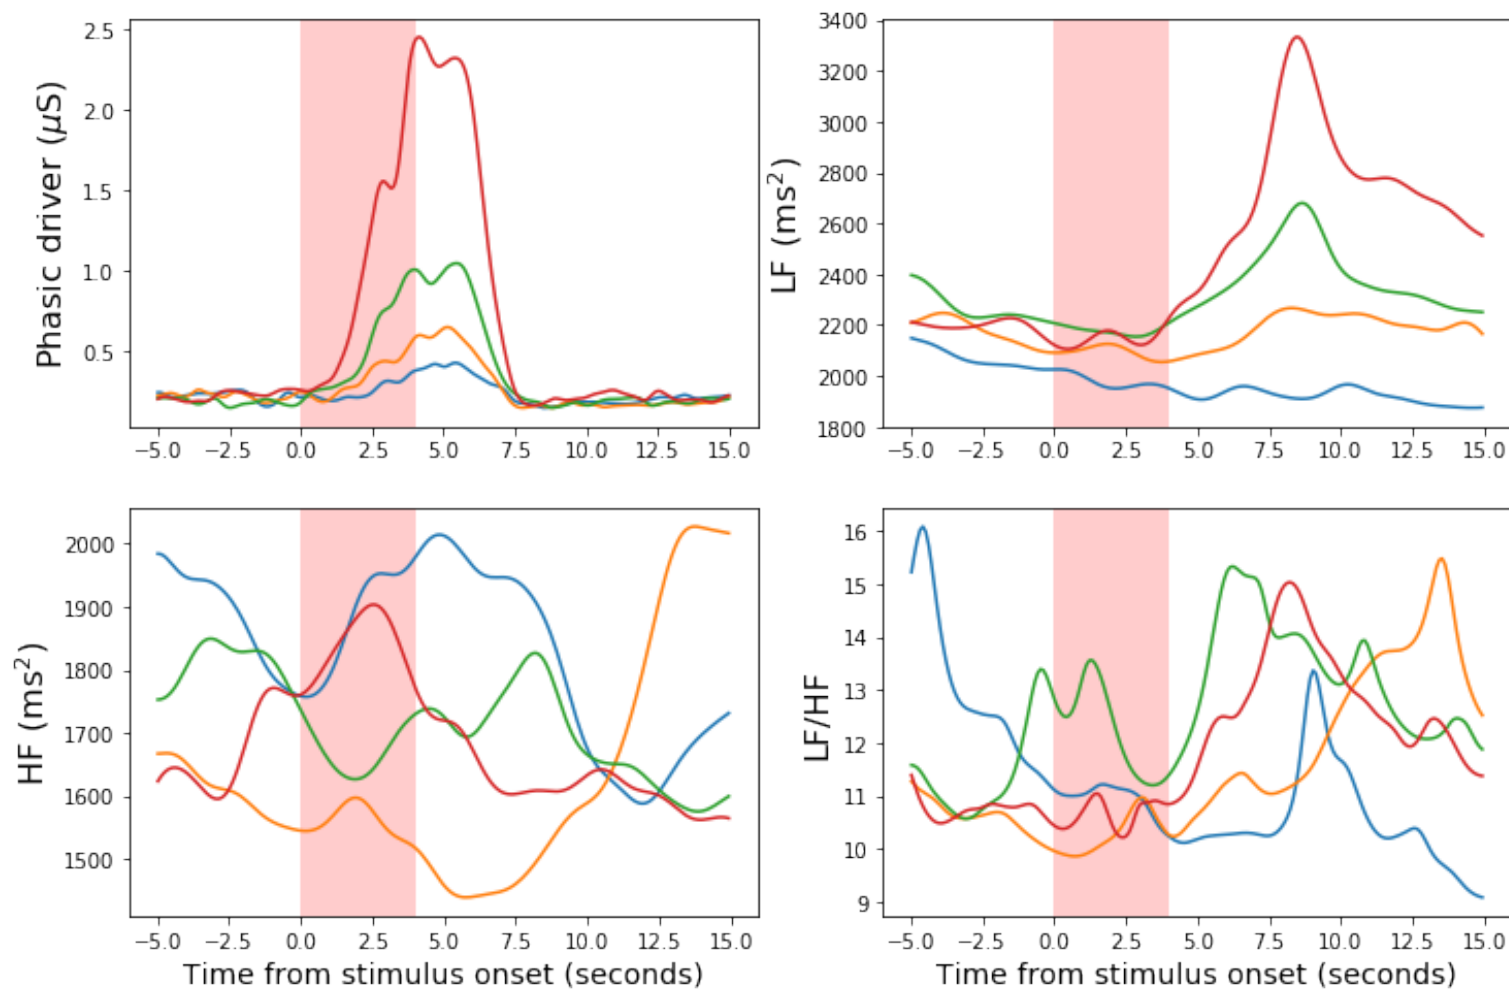 Phasic driver (μS)
2.5
2.0
1.5
1.0
0.5
−5.0 −2.5 0.0 2.5 5.0 7.5 10.0 12.5 15.0
LF (ms²)
3400
3200
3000
2800
2600
2400
2200
2000
1800
−5.0 −2.5 0.0 2.5 5.0 7.5 10.0 12.5 15.0
HF (ms²)
2000
1900
1800
1700
1600
1500
−5.0 −2.5 0.0 2.5 5.0 7.5 10.0 12.5 15.0
Time from stimulus onset (seconds)
LF/HF
16
15
14
13
12
11
10
9
−5.0 −2.5 0.0 2.5 5.0 7.5 10.0 12.5 15.0
Time from stimulus onset (seconds)